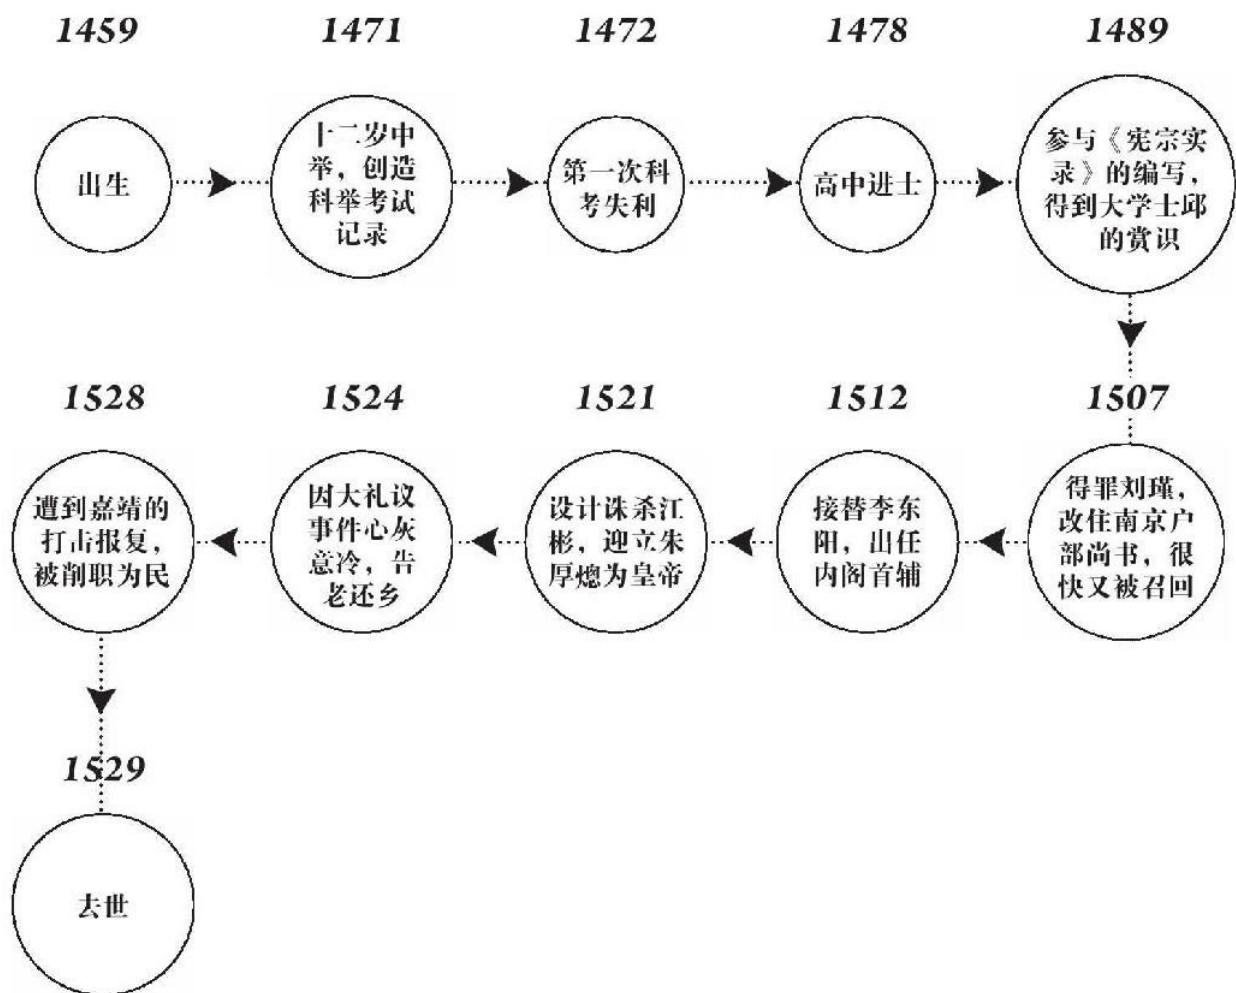 1459
1471
1472
1478
1489
出生
十二岁中
举，创造
科举考试
记录
第一次科
考失利
高中进士
参与《宪宗实
录》的编写，
得到大学士邱
的赏识
1528
1524
1521
1512
1507
遭到嘉靖的
打击报复，
被削职为民
因大礼议
事件心灰
意冷，告
老还乡
设计诛杀江
彬，迎立朱
厚熜为皇帝
接替李东
阳，出任
内阁首辅
得罪刘瑾，
改住南京户
部尚书，很
快又被召回
1529
去世